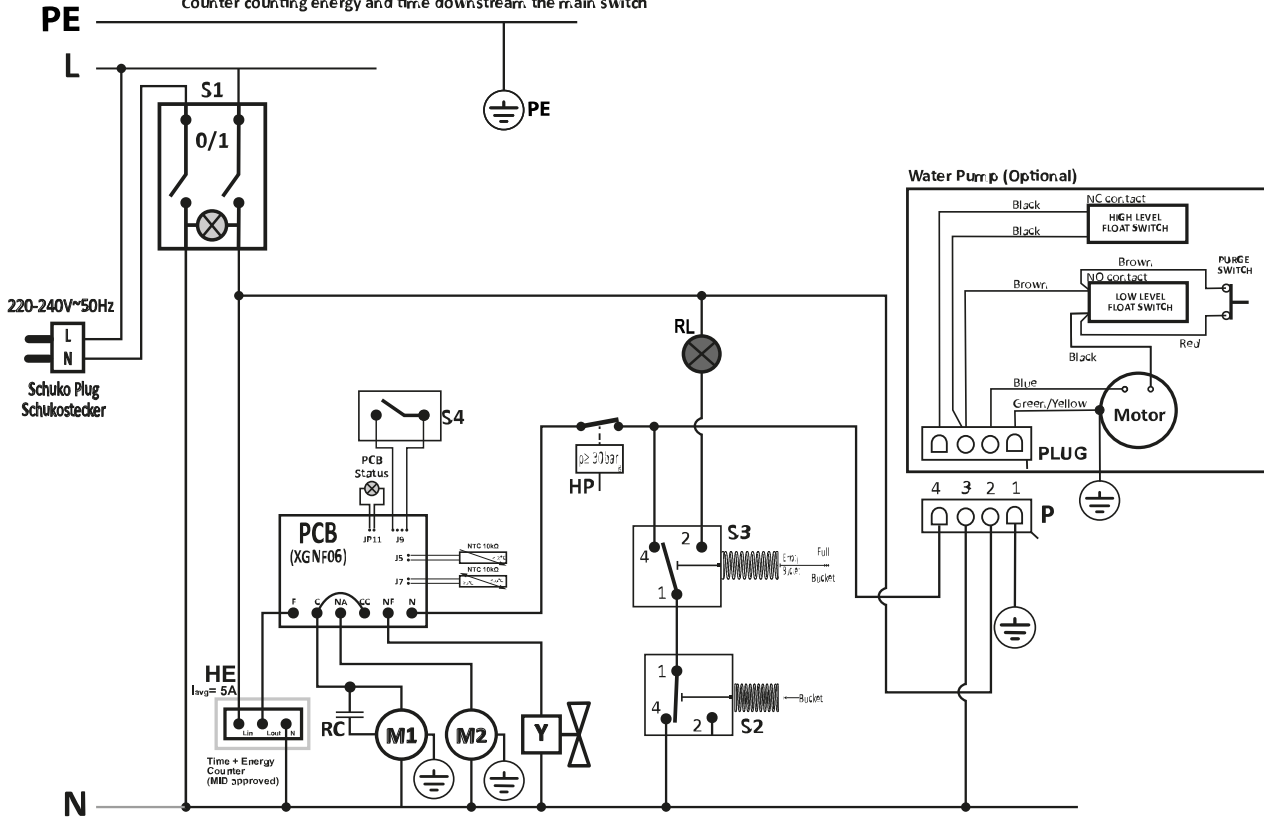 Counter counting energy and time downstream the main switch
PE
L
S1
0/1
PE
Water Pump (Optional)
NC contact
Black
HIGH LEVEL
FLOAT SWITCH
Black
Brown
PURGE
SWITCH
NO contact
Brown
LOW LEVEL
FLOAT SWITCH
Red
Black
Blue
Green/Yellow
Motor
PLUG
4 3 2 1
P
220-240V~50Hz
L
N
Schuko Plug
Schukostecker
RL
S4
PCB
Status
p≥ 30bar
HP
PCB
(XGNF06)
JP11
J9
J5
NTC 10kΩ
J7
NTC 10kΩ
F C NA CC NF N
S3
4
2
1
Full
Bucket
HE
Iavg= 5A
Lin Lout N
Time + Energy
Counter
(MID approved)
RC
M1
M2
Y
1
4
2
S2
Bucket
N